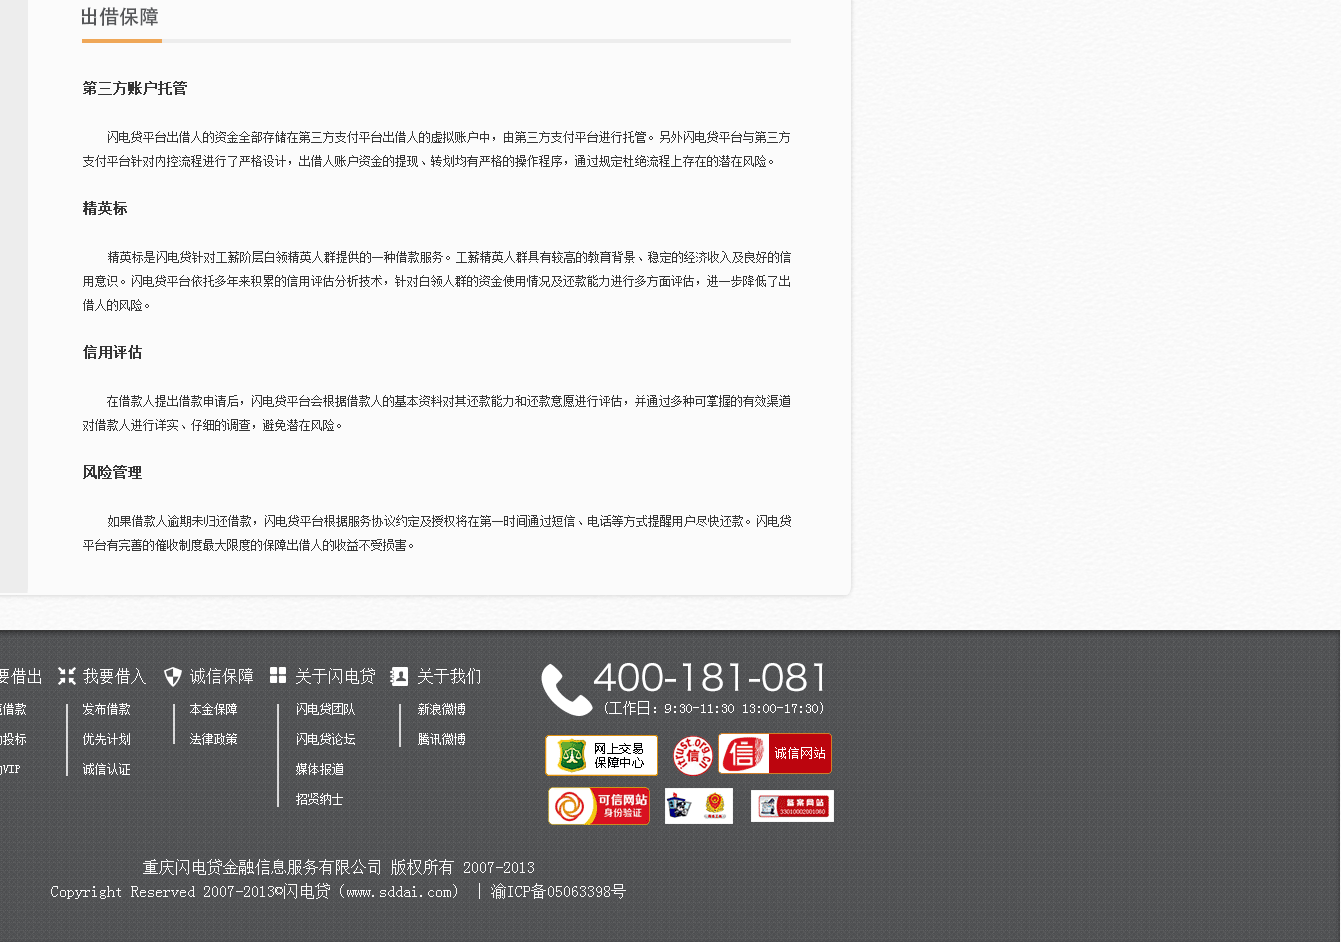 出借保障
第三方账户托管
闪电贷平台出借人的资金全部存储在第三方支付平台出借人的虚拟账户中，由第三方支付平台进行托管。另外闪电贷平台与第三方
支付平台针对内控流程进行了严格设计，出借人账户资金的提现、转划均有严格的操作程序，通过规定杜绝流程上存在的潜在风险。
精英标
精英标是闪电贷针对工薪阶层白领精英人群提供的一种借款服务。工薪精英人群具有较高的教育背景、稳定的经济收入及良好的信
用意识。闪电贷平台依托多年来积累的信用评估分析技术，针对白领人群的资金使用情况及还款能力进行多方面评估，进一步降低了出
借人的风险。
信用评估
在借款人提出借款申请后，闪电贷平台会根据借款人的基本资料对其还款能力和还款意愿进行评估，并通过多种可掌握的有效渠道
对借款人进行详实、仔细的调查，避免潜在风险。
风险管理
如果借款人逾期未归还借款，闪电贷平台根据服务协议约定及授权将在第一时间通过短信、电话等方式提醒用户尽快还款。闪电贷
平台有完善的催收制度最大限度的保障出借人的收益不受损害。
要借出 我要借入 诚信保障 关于闪电贷 关于我们
借款 发布借款 本金保障 闪电贷团队 新浪微博
投标 优先计划 法律政策 闪电贷论坛 腾讯微博
VIP 诚信认证 媒体报道
招贤纳士
400-181-081
(工作日: 9:30-11:30 13:00-17:30)
网上交易
保障中心
itrust.org.cn
信
信 诚信网站
可信网站
身份验证
备案网站
33010002001060
重庆闪电贷金融信息服务有限公司 版权所有 2007-2013
Copyright Reserved 2007-2013©闪电贷（www.sddai.com） | 渝ICP备05063398号